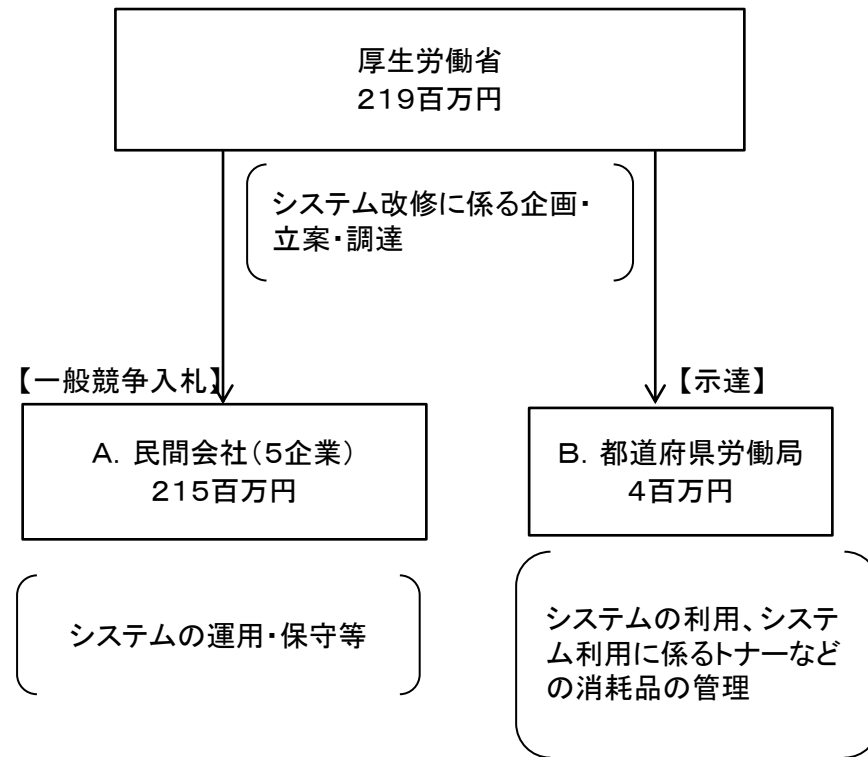 厚生労働省
219百万円
システム改修に係る企画・
立案・調達
【一般競争入札】
【示達】
A．民間会社（5企業）
215百万円
B．都道府県労働局
4百万円
システムの運用・保守等
システムの利用、システ
ム利用に係るトナーなど
の消耗品の管理